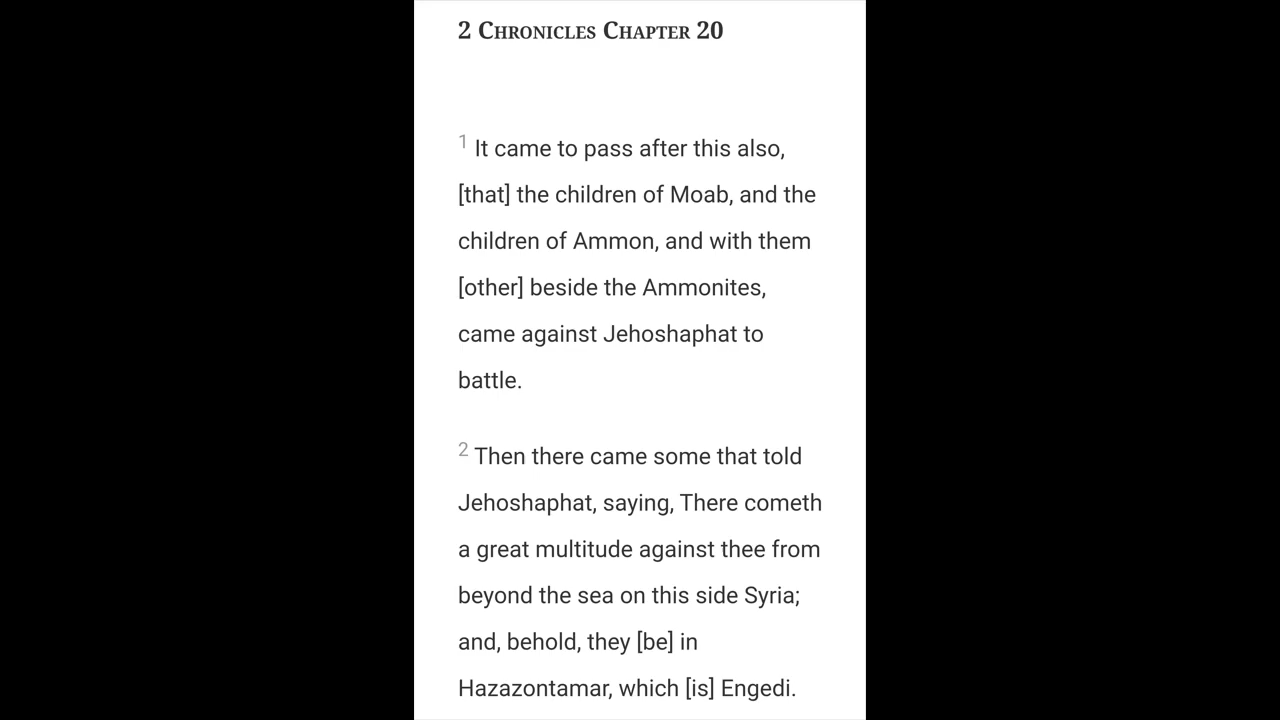 2 Chronicles Chapter 20
1 It came to pass after this also,
[that] the children of Moab, and the
children of Ammon, and with them
[other] beside the Ammonites,
came against Jehoshaphat to
battle.
2 Then there came some that told
Jehoshaphat, saying, There cometh
a great multitude against thee from
beyond the sea on this side Syria;
and, behold, they [be] in
Hazazontamar, which [is] Engedi.